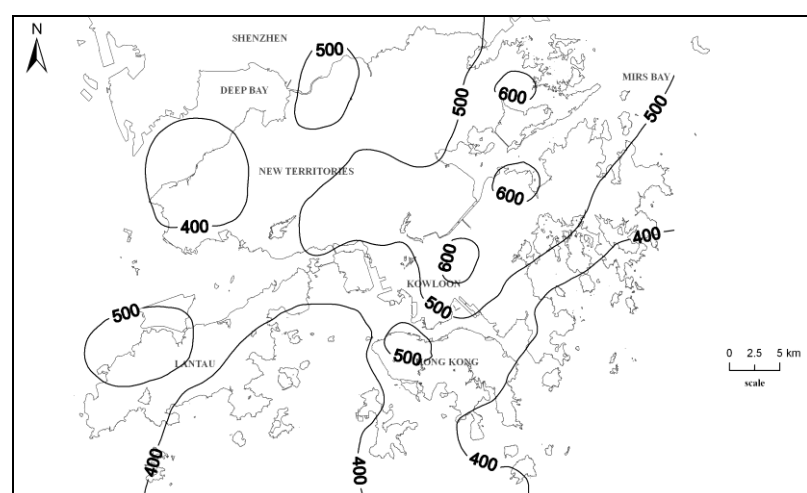 N
SHENZHEN
500
DEEP BAY
MIRS BAY
500
600
500
NEW TERRITORIES
600
400
400
600
KOWLOON
500
500
500
HONG KONG
LANTAU
0 2.5 5 km
scale
400
400
400